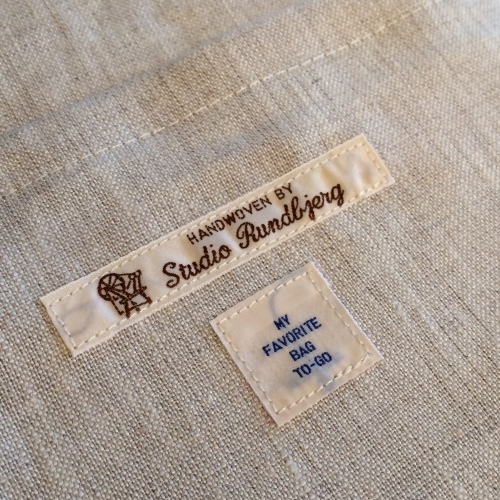 HANDWOVEN BY
Studio Rundbjerg
MY
FAVORITE
BAG
TO-GO